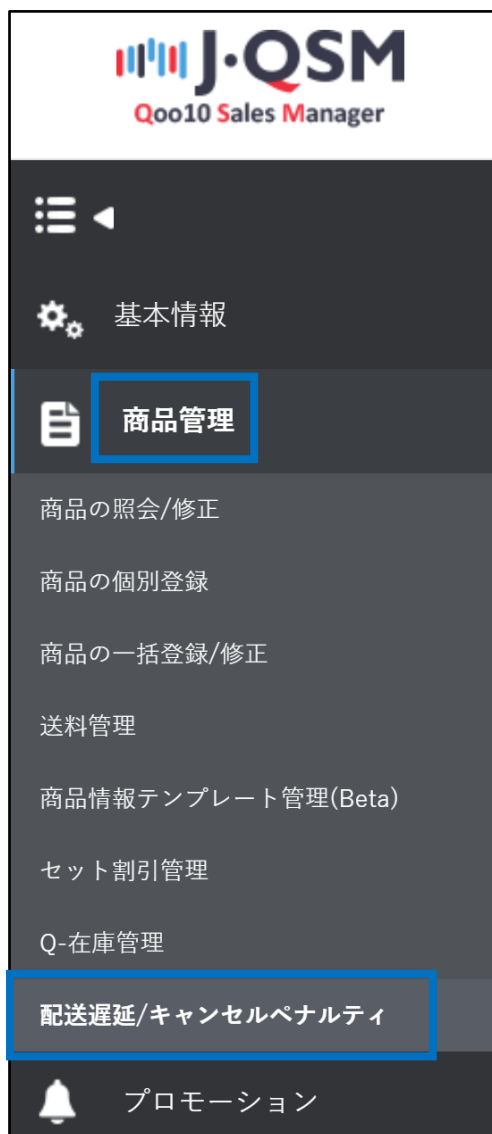 J·QSM
Qoo10 Sales Manager
基本情報
商品管理
商品の照会/修正
商品の個別登録
商品の一括登録/修正
送料管理
商品情報テンプレート管理(Beta)
セット割引管理
Q-在庫管理
配送遅延/キャンセルペナルティ
プロモーション